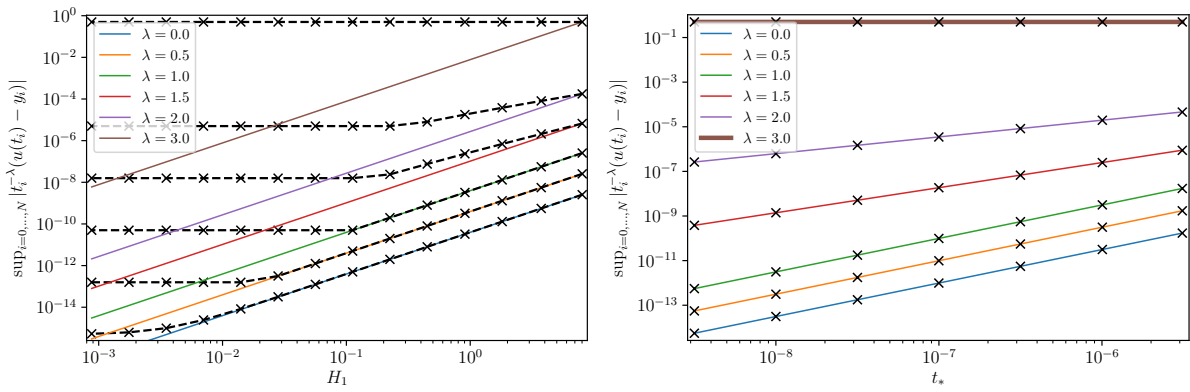 sup_{i=0,...,N} |t_i^{-λ}(u(t_i) − y_i)|
10^0
10^{-2}
10^{-4}
10^{-6}
10^{-8}
10^{-10}
10^{-12}
10^{-14}
λ = 0.0
λ = 0.5
λ = 1.0
λ = 1.5
λ = 2.0
λ = 3.0
10^{-3}
10^{-2}
10^{-1}
10^0
H_1
sup_{i=0,...,N} |t_i^{-λ}(u(t_i) − y_i)|
10^{-1}
10^{-3}
10^{-5}
10^{-7}
10^{-9}
10^{-11}
10^{-13}
λ = 0.0
λ = 0.5
λ = 1.0
λ = 1.5
λ = 2.0
λ = 3.0
10^{-8}
10^{-7}
10^{-6}
t_*